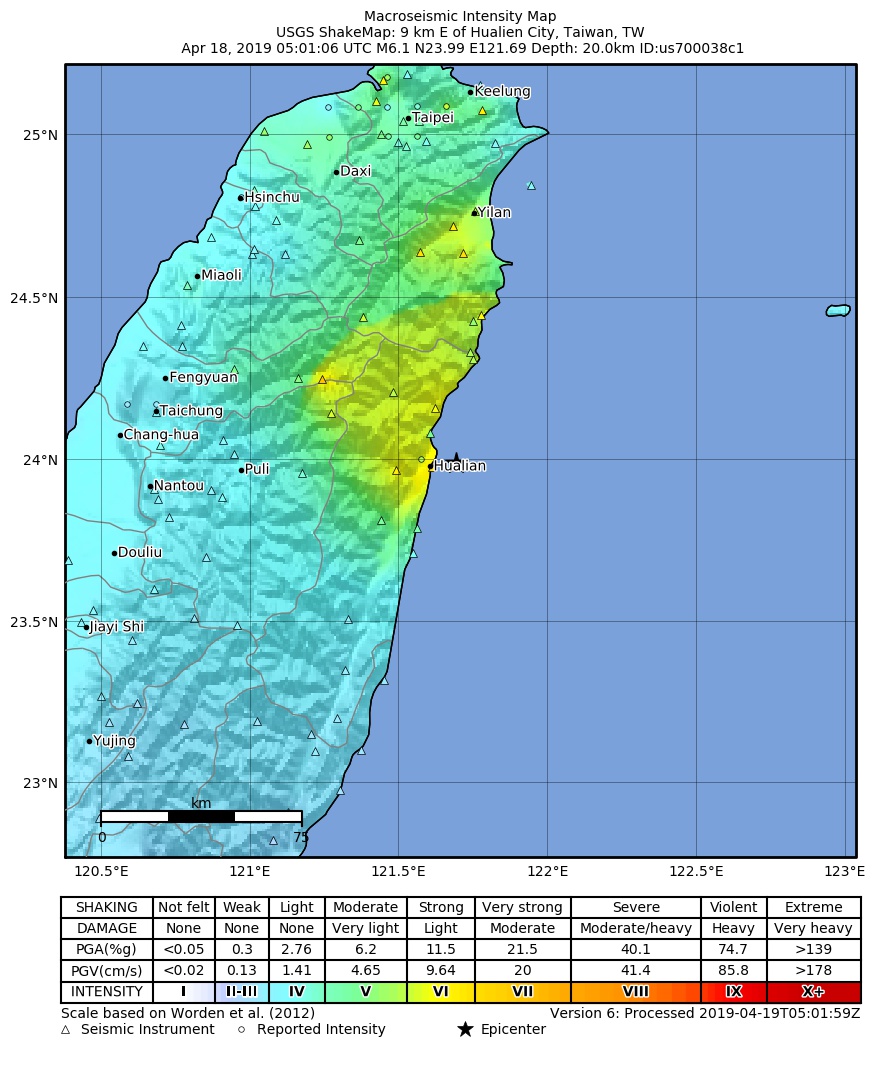 Macroseismic Intensity Map
USGS ShakeMap: 9 km E of Hualien City, Taiwan, TW
Apr 18, 2019 05:01:06 UTC M6.1 N23.99 E121.69 Depth: 20.0km ID:us700038c1
Keelung
Taipei
25°N
Daxi
Hsinchu
Yilan
Miaoli
24.5°N
Fengyuan
Taichung
Chang-hua
24°N
Hualian
Puli
Nantou
Douliu
23.5°N
Jiayi Shi
Yujing
23°N
km
0 75
120.5°E 121°E 121.5°E 122°E 122.5°E 123°E
SHAKING Not felt Weak Light Moderate Strong Very strong Severe Violent Extreme
DAMAGE None None None Very light Light Moderate Moderate/heavy Heavy Very heavy
PGA(%g) <0.05 0.3 2.76 6.2 11.5 21.5 40.1 74.7 >139
PGV(cm/s) <0.02 0.13 1.41 4.65 9.64 20 41.4 85.8 >178
INTENSITY I II-III IV V VI VII VIII IX X+
Scale based on Worden et al. (2012) Version 6: Processed 2019-04-19T05:01:59Z
Seismic Instrument Reported Intensity Epicenter